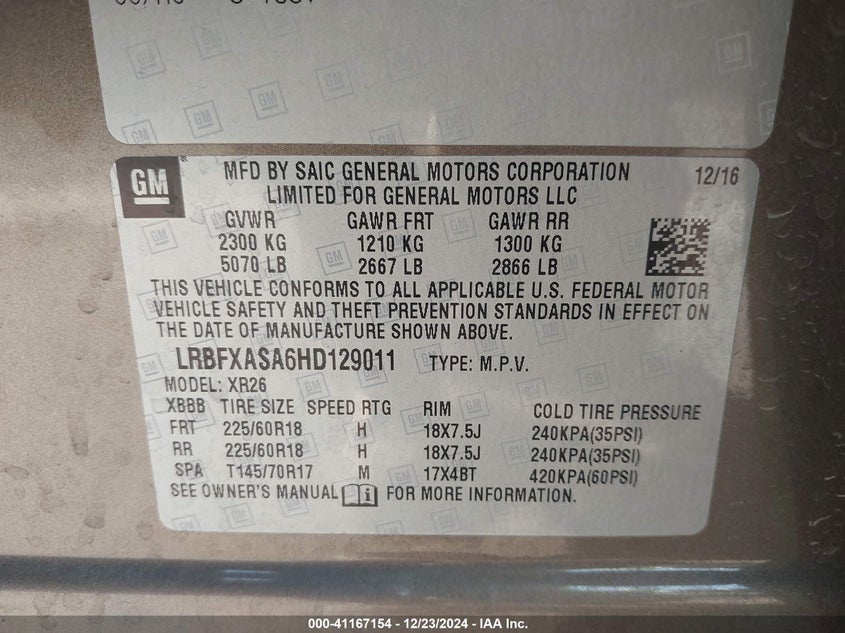 GM
MFD BY SAIC GENERAL MOTORS CORPORATION 12/16
LIMITED FOR GENERAL MOTORS LLC
GVWR GAWR FRT GAWR RR
2300 KG 1210 KG 1300 KG
5070 LB 2667 LB 2866 LB
THIS VEHICLE CONFORMS TO ALL APPLICABLE U.S. FEDERAL MOTOR
VEHICLE SAFETY AND THEFT PREVENTION STANDARDS IN EFFECT ON
THE DATE OF MANUFACTURE SHOWN ABOVE.
LRBFXASA6HD129011 TYPE: M.P.V.
MODEL: XR26
XBBB TIRE SIZE SPEED RTG RIM COLD TIRE PRESSURE
FRT 225/60R18 H 18X7.5J 240KPA(35PSI)
RR 225/60R18 H 18X7.5J 240KPA(35PSI)
SPA T145/70R17 M 17X4BT 420KPA(60PSI)
SEE OWNER'S MANUAL FOR MORE INFORMATION.
000-41167154 - 12/23/2024 - IAA Inc.